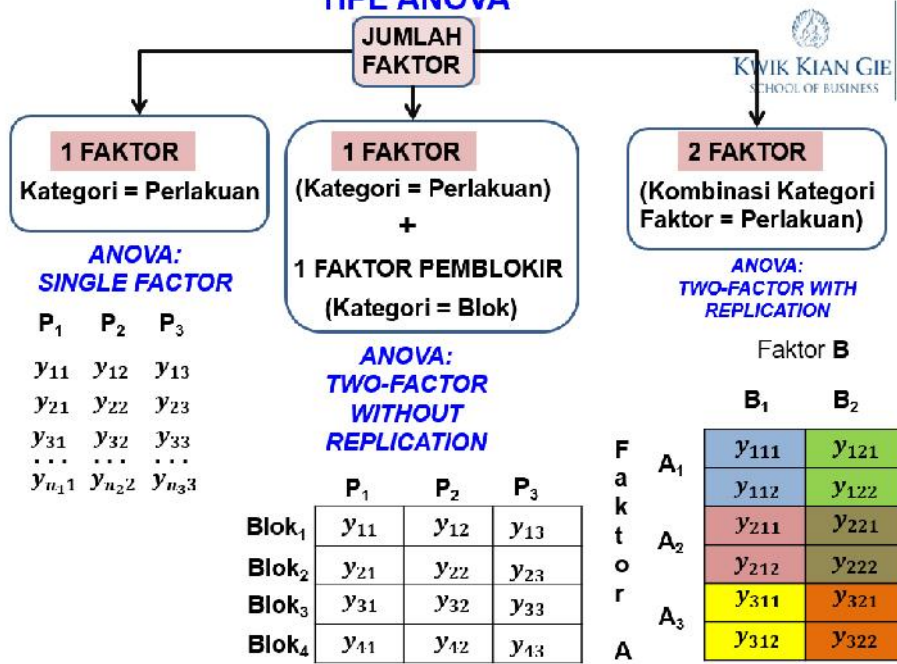 TIPE ANOVA
JUMLAH
FAKTOR
KWIK KIAN GIE
SCHOOL OF BUSINESS
1 FAKTOR
Kategori = Perlakuan
ANOVA:
SINGLE FACTOR
P₁ P₂ P₃
y₁₁ y₁₂ y₁₃
y₂₁ y₂₂ y₂₃
y₃₁ y₃₂ y₃₃
... ... ...
yₙ₁1 yₙ₂2 yₙ₃3
1 FAKTOR
(Kategori = Perlakuan)
+
1 FAKTOR PEMBLOKIR
(Kategori = Blok)
ANOVA:
TWO-FACTOR
WITHOUT
REPLICATION
P₁ P₂ P₃
Blok₁ y₁₁ y₁₂ y₁₃
Blok₂ y₂₁ y₂₂ y₂₃
Blok₃ y₃₁ y₃₂ y₃₃
Blok₄ y₄₁ y₄₂ y₄₃
2 FAKTOR
(Kombinasi Kategori
Faktor = Perlakuan)
ANOVA:
TWO-FACTOR WITH
REPLICATION
Faktor B
B₁ B₂
Faktor A
A₁ y₁₁₁ y₁₂₁
y₁₁₂ y₁₂₂
A₂ y₂₁₁ y₂₂₁
y₂₁₂ y₂₂₂
A₃ y₃₁₁ y₃₂₁
y₃₁₂ y₃₂₂